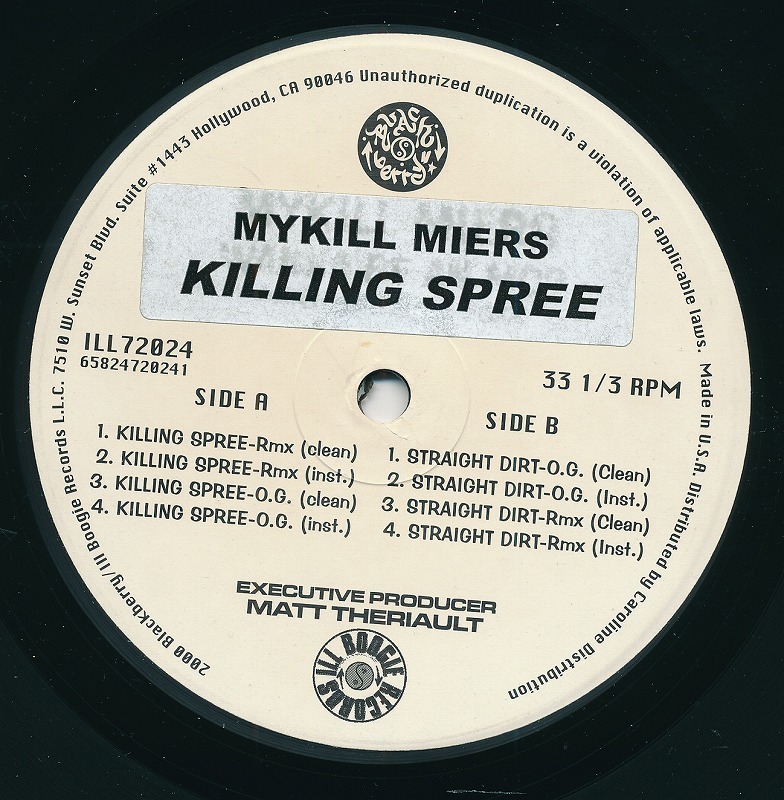 2000 Blackberry/Ill Boogie Records L.L.C. 7510 W. Sunset Blvd. Suite #1443 Hollywood, CA 90046 Unauthorized duplication is a violation of applicable laws. Made in U.S.A. Distributed by Caroline Distribution
Blackberry
MYKILL MIERS
KILLING SPREE
ILL72024
65824720241
33 1/3 RPM
SIDE A
1. KILLING SPREE-Rmx (clean)
2. KILLING SPREE-Rmx (inst.)
3. KILLING SPREE-O.G. (clean)
4. KILLING SPREE-O.G. (inst.)
SIDE B
1. STRAIGHT DIRT-O.G. (Clean)
2. STRAIGHT DIRT-O.G. (Inst.)
3. STRAIGHT DIRT-Rmx (Clean)
4. STRAIGHT DIRT-Rmx (Inst.)
EXECUTIVE PRODUCER
MATT THERIAULT
ILL BOOGIE RECORDS